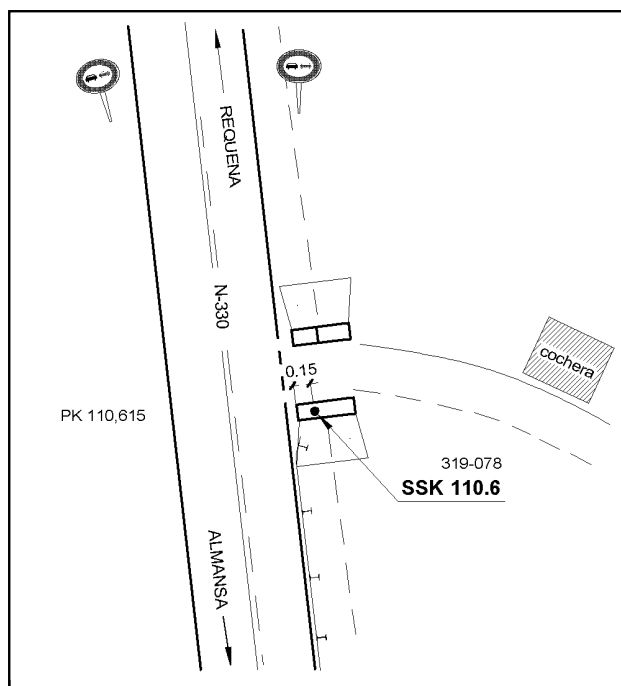 REQUENA
N-330
cochera
0.15
PK 110,615
319-078
SSK 110.6
ALMANSA